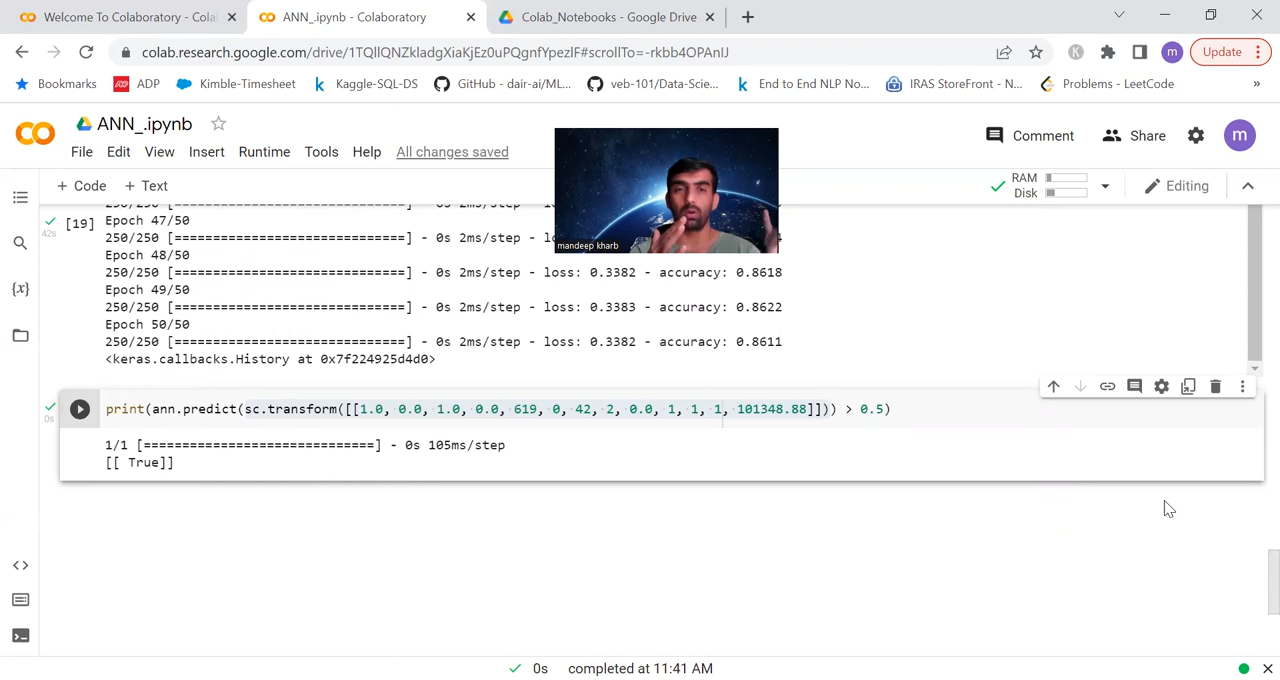 Welcome To Colaboratory - Cola
ANN_.ipynb - Colaboratory
Colab_Notebooks - Google Drive
colab.research.google.com/drive/1TQllQNZkladgXiaKjEz0uPQgnfYpezlF#scrollTo=-rkbb4OPAnIJ
K
m
Update
Bookmarks
ADP
Kimble-Timesheet
Kaggle-SQL-DS
GitHub - dair-ai/ML...
veb-101/Data-Scie...
End to End NLP No...
IRAS StoreFront - N...
Problems - LeetCode
»
ANN_.ipynb
File Edit View Insert Runtime Tools Help All changes saved
Comment
Share
m
+ Code + Text
RAM
Disk
Editing
[19]
42s
Epoch 47/50
250/250 [==============================] - 0s 2ms/step - lo
4
Epoch 48/50
250/250 [==============================] - 0s 2ms/step - loss: 0.3382 - accuracy: 0.8618
Epoch 49/50
250/250 [==============================] - 0s 2ms/step - loss: 0.3383 - accuracy: 0.8622
Epoch 50/50
250/250 [==============================] - 0s 2ms/step - loss: 0.3382 - accuracy: 0.8611
<keras.callbacks.History at 0x7f224925d4d0>
mandeep kharb
0s
print(ann.predict(sc.transform([[1.0, 0.0, 1.0, 0.0, 619, 0, 42, 2, 0.0, 1, 1, 1, 101348.88]])) > 0.5)
1/1 [==============================] - 0s 105ms/step
[[ True]]
0s completed at 11:41 AM